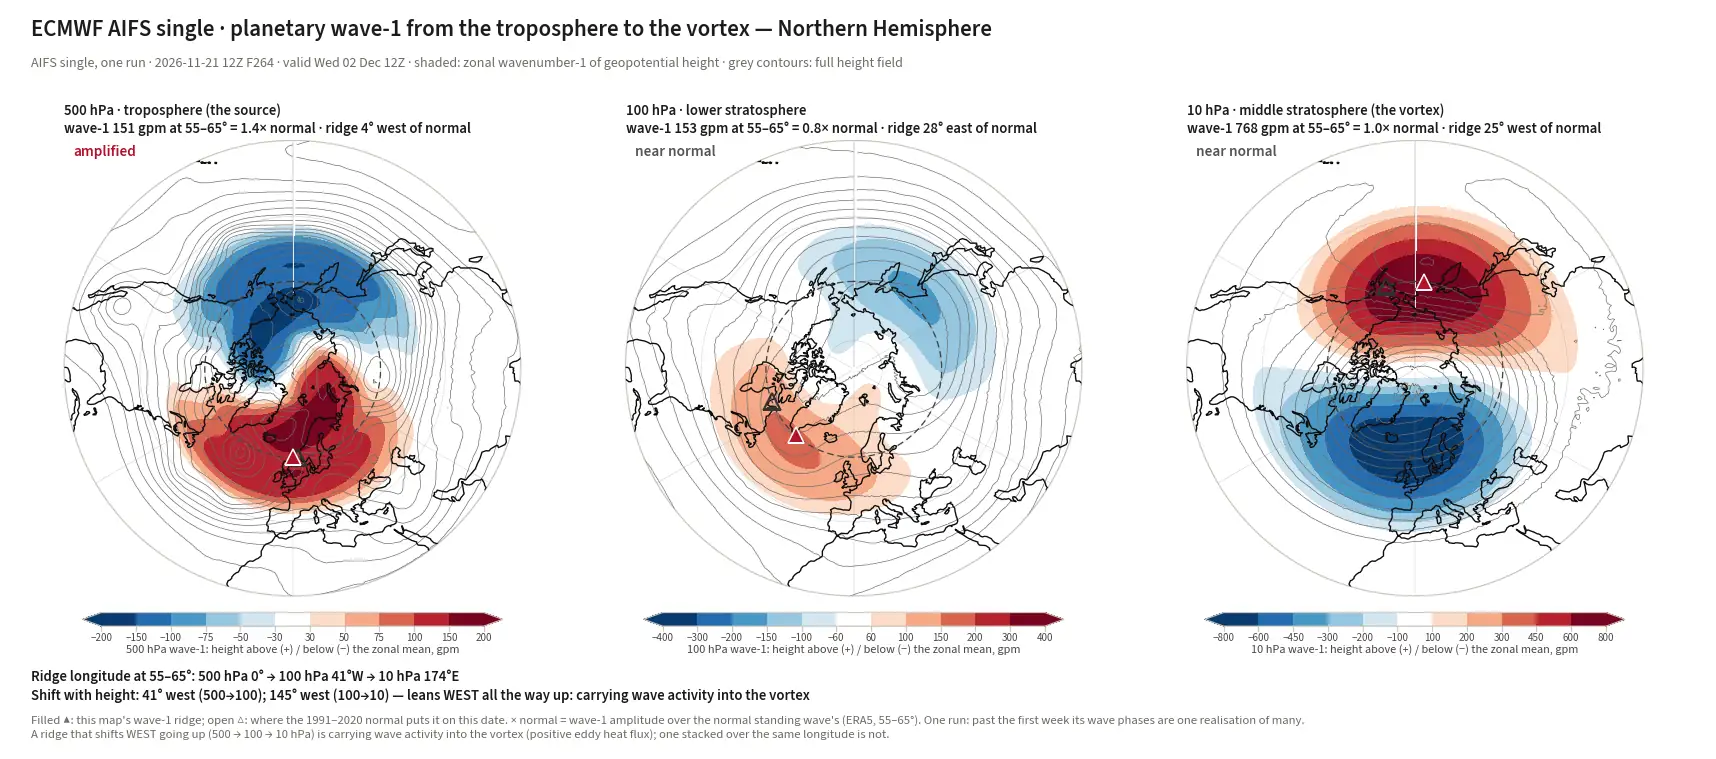 ECMWF AIFS single · planetary wave-1 from the troposphere to the vortex — Northern Hemisphere
AIFS single, one run · 2026-11-21 12Z F264 · valid Wed 02 Dec 12Z · shaded: zonal wavenumber-1 of geopotential height · grey contours: full height field
500 hPa · troposphere (the source)
wave-1 151 gpm at 55–65° = 1.4× normal · ridge 4° west of normal
amplified
100 hPa · lower stratosphere
wave-1 153 gpm at 55–65° = 0.8× normal · ridge 28° east of normal
near normal
10 hPa · middle stratosphere (the vortex)
wave-1 768 gpm at 55–65° = 1.0× normal · ridge 25° west of normal
near normal
−200 −150 −100 −75 −50 −30 30 50 75 100 150 200
500 hPa wave-1: height above (+) / below (−) the zonal mean, gpm
−400 −300 −200 −150 −100 −60 60 100 150 200 300 400
100 hPa wave-1: height above (+) / below (−) the zonal mean, gpm
−800 −600 −450 −300 −200 −100 100 200 300 450 600 800
10 hPa wave-1: height above (+) / below (−) the zonal mean, gpm
Ridge longitude at 55–65°: 500 hPa 0° → 100 hPa 41°W → 10 hPa 174°E
Shift with height: 41° west (500→100); 145° west (100→10) — leans WEST all the way up: carrying wave activity into the vortex
Filled ▲: this map's wave-1 ridge; open △: where the 1991–2020 normal puts it on this date. × normal = wave-1 amplitude over the normal standing wave's (ERA5, 55–65°). One run: past the first week its wave phases are one realisation of many.
A ridge that shifts WEST going up (500 → 100 → 10 hPa) is carrying wave activity into the vortex (positive eddy heat flux); one stacked over the same longitude is not.